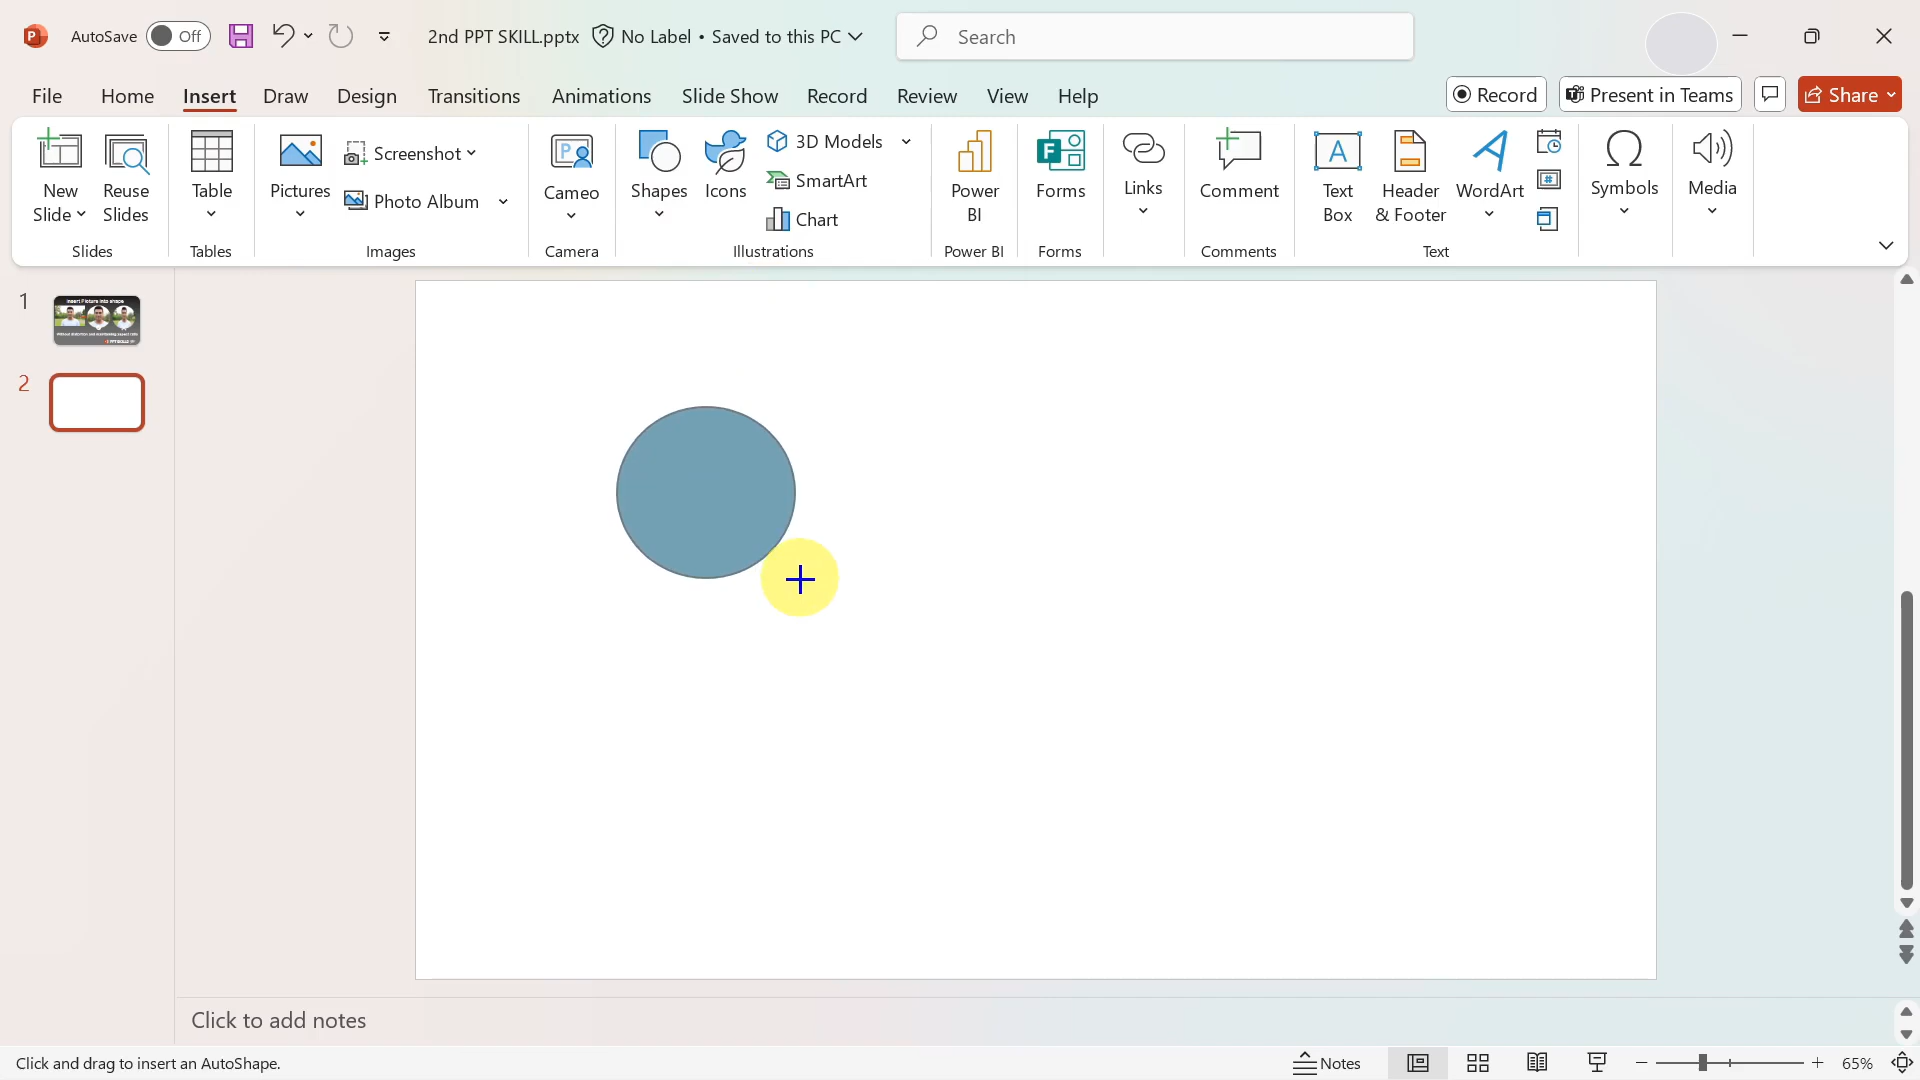 AutoSave Off 2nd PPT SKILL.pptx No Label • Saved to this PC Search
File Home Insert Draw Design Transitions Animations Slide Show Record Review View Help Record Present in Teams Share
New Slide
Reuse Slides
Slides
Table
Tables
Pictures
Screenshot
Photo Album
Images
Cameo
Camera
Shapes
Icons
3D Models
SmartArt
Chart
Illustrations
Power BI
Power BI
Forms
Forms
Links
Comment
Comments
Text Box
Header & Footer
WordArt
Text
Symbols
Media
1
Insert Picture into shape
2
Click to add notes
Click and drag to insert an AutoShape. Notes 65%